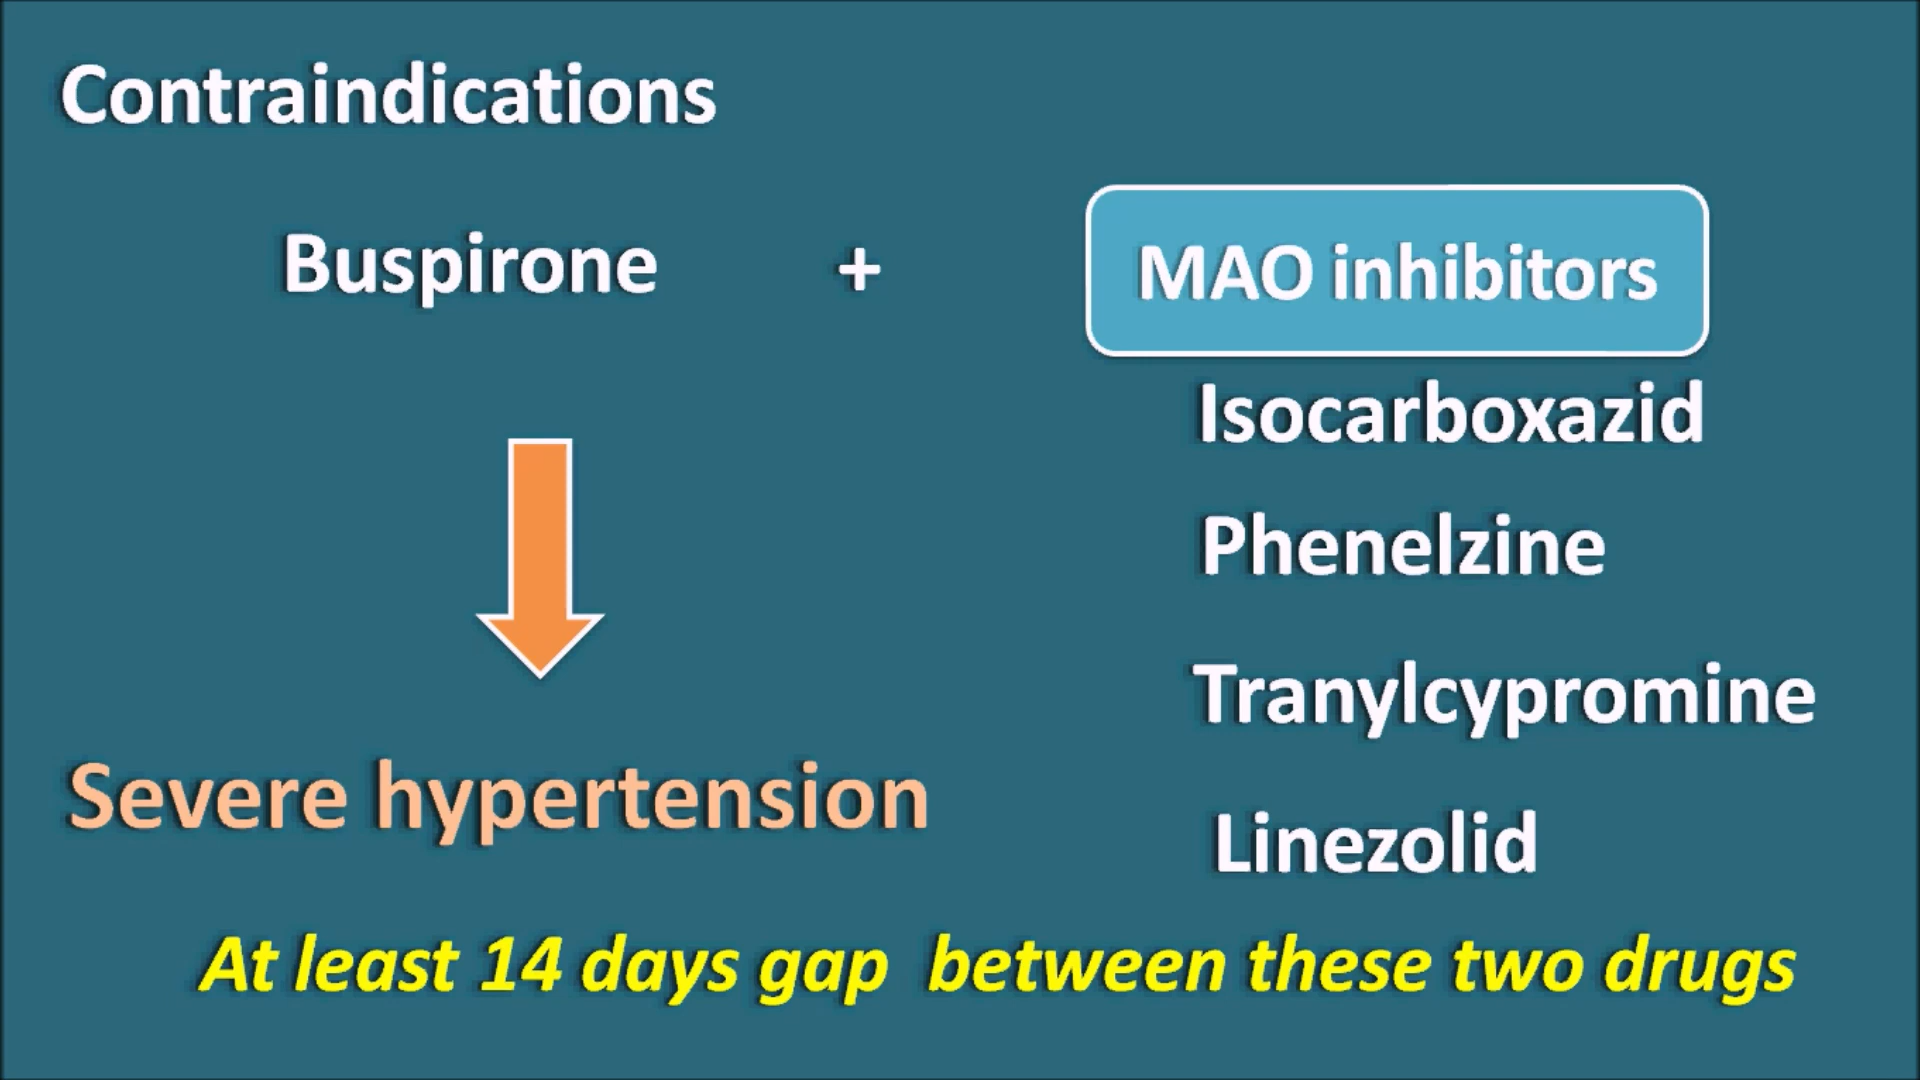 Contraindications
Buspirone + MAO inhibitors
Isocarboxazid
Phenelzine
Tranylcypromine
Severe hypertension
Linezolid
At least 14 days gap between these two drugs